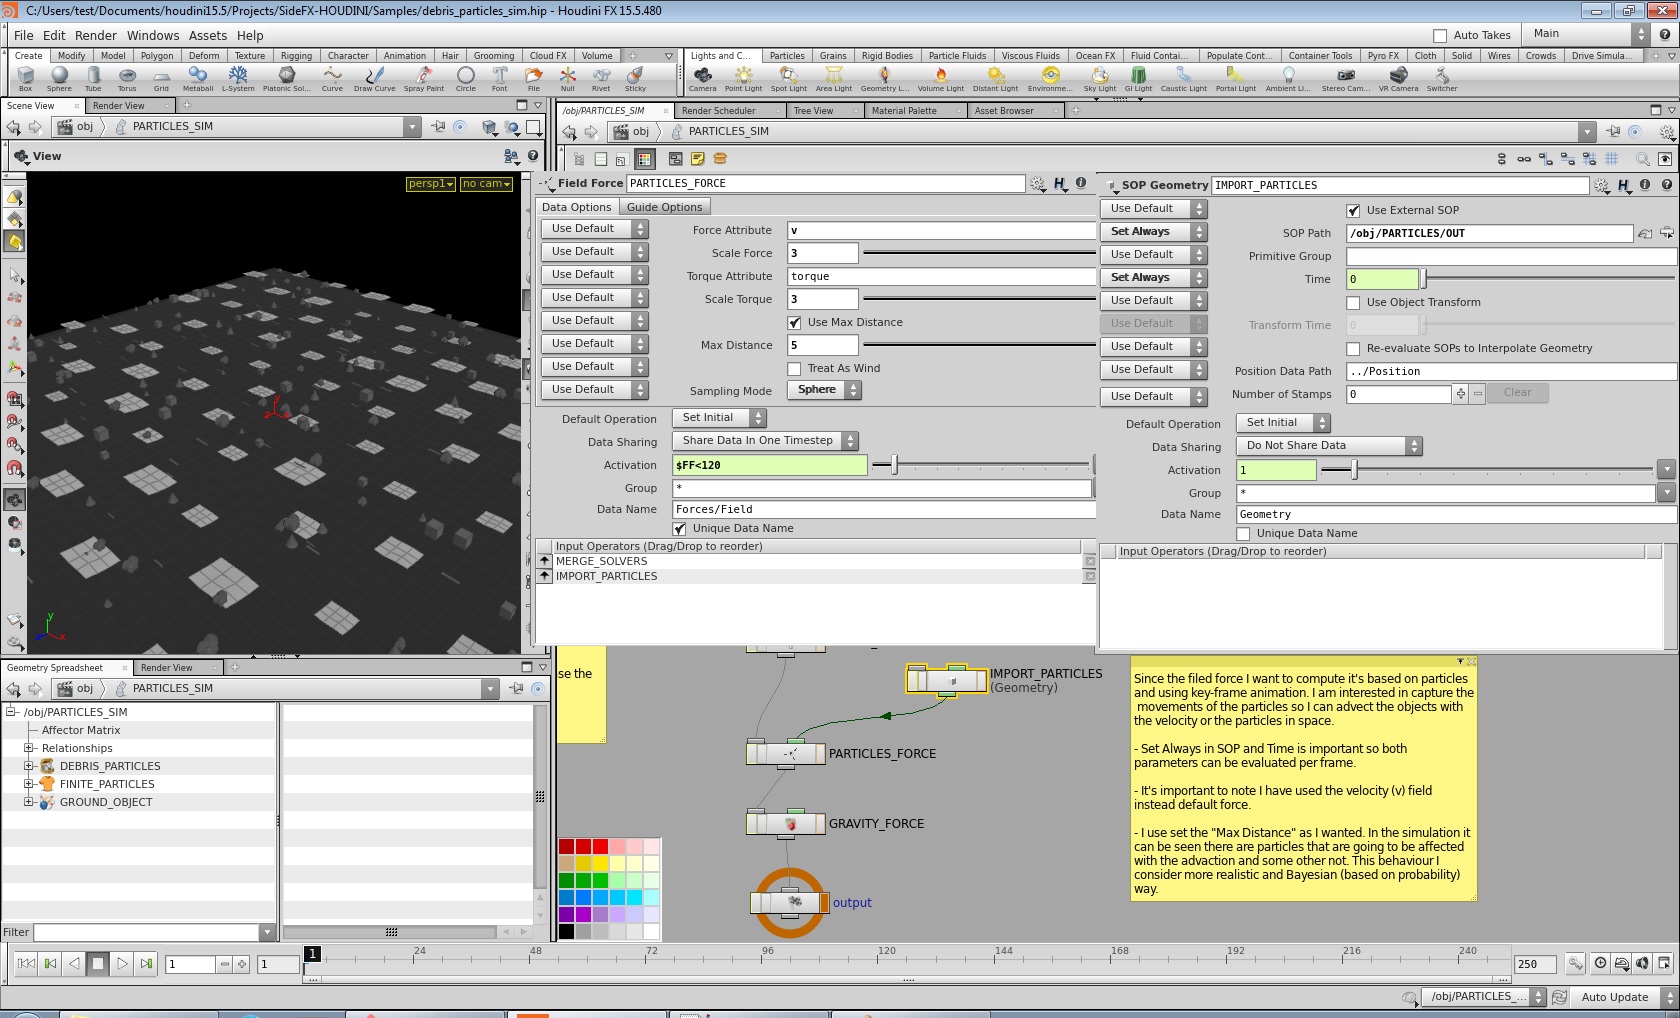 C:/Users/test/Documents/houdini15.5/Projects/SideFX-HOUDINI/Samples/debris_particles_sim.hip - Houdini FX 15.5.480
File Edit Render Windows Assets Help
Auto Takes Main
Create Modify Model Polygon Deform Texture Rigging Character Animation Hair Grooming Cloud FX Volume
Lights and C... Particles Grains Rigid Bodies Particle Fluids Viscous Fluids Ocean FX Fluid Contai... Populate Cont... Container Tools Pyro FX Cloth Solid Wires Crowds Drive Simula...
Box Sphere Tube Torus Grid Metaball L-System Platonic Sol... Curve Draw Curve Spray Paint Circle Font File Null Rivet Sticky
Camera Point Light Spot Light Area Light Geometry L... Volume Light Distant Light Environme... Sky Light GI Light Caustic Light Portal Light Ambient Li... Stereo Cam... VR Camera Switcher
Scene View Render View
/obj/PARTICLES_SIM Render Scheduler Tree View Material Palette Asset Browser
obj PARTICLES_SIM
obj PARTICLES_SIM
View
persp1 no cam
y
y
z x
Field Force PARTICLES_FORCE
Data Options Guide Options
Use Default Force Attribute v
Use Default Scale Force 3
Use Default Torque Attribute torque
Use Default Scale Torque 3
Use Default Use Max Distance
Use Default Max Distance 5
Use Default Treat As Wind
Use Default Sampling Mode Sphere
Default Operation Set Initial
Data Sharing Share Data In One Timestep
Activation $FF<120
Group *
Data Name Forces/Field
Unique Data Name
Input Operators (Drag/Drop to reorder)
MERGE_SOLVERS
IMPORT_PARTICLES
SOP Geometry IMPORT_PARTICLES
Use Default Use External SOP
Set Always SOP Path /obj/PARTICLES/OUT
Use Default Primitive Group
Set Always Time 0
Use Default Use Object Transform
Use Default Transform Time 0
Use Default Re-evaluate SOPs to Interpolate Geometry
Use Default Position Data Path ../Position
Use Default Number of Stamps 0 Clear
Default Operation Set Initial
Data Sharing Do Not Share Data
Activation 1
Group *
Data Name Geometry
Unique Data Name
Input Operators (Drag/Drop to reorder)
se the
IMPORT_PARTICLES
(Geometry)
PARTICLES_FORCE
GRAVITY_FORCE
output
Since the filed force I want to compute it's based on particles
and using key-frame animation. I am interested in capture the
movements of the particles so I can advect the objects with
the velocity or the particles in space.
- Set Always in SOP and Time is important so both
parameters can be evaluated per frame.
- It's important to note I have used the velocity (v) field
instead default force.
- I use set the "Max Distance" as I wanted. In the simulation it
can be seen there are particles that are going to be affected
with the advaction and some other not. This behaviour I
consider more realistic and Bayesian (based on probability)
way.
Geometry Spreadsheet Render View
obj PARTICLES_SIM
/obj/PARTICLES_SIM
Affector Matrix
Relationships
DEBRIS_PARTICLES
FINITE_PARTICLES
GROUND_OBJECT
Filter
1 1 1 24 48 72 96 120 144 168 192 216 240 250
/obj/PARTICLES_... Auto Update